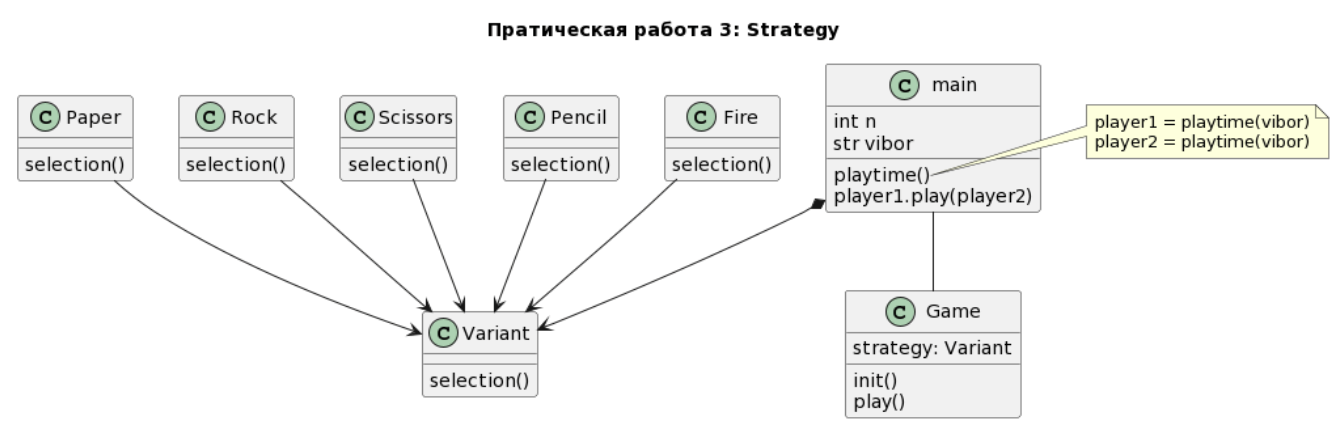 Пратическая работа 3: Strategy
C Paper
selection()
C Rock
selection()
C Scissors
selection()
C Pencil
selection()
C Fire
selection()
C main
int n
str vibor
playtime()
player1.play(player2)
player1 = playtime(vibor)
player2 = playtime(vibor)
C Variant
selection()
C Game
strategy: Variant
init()
play()